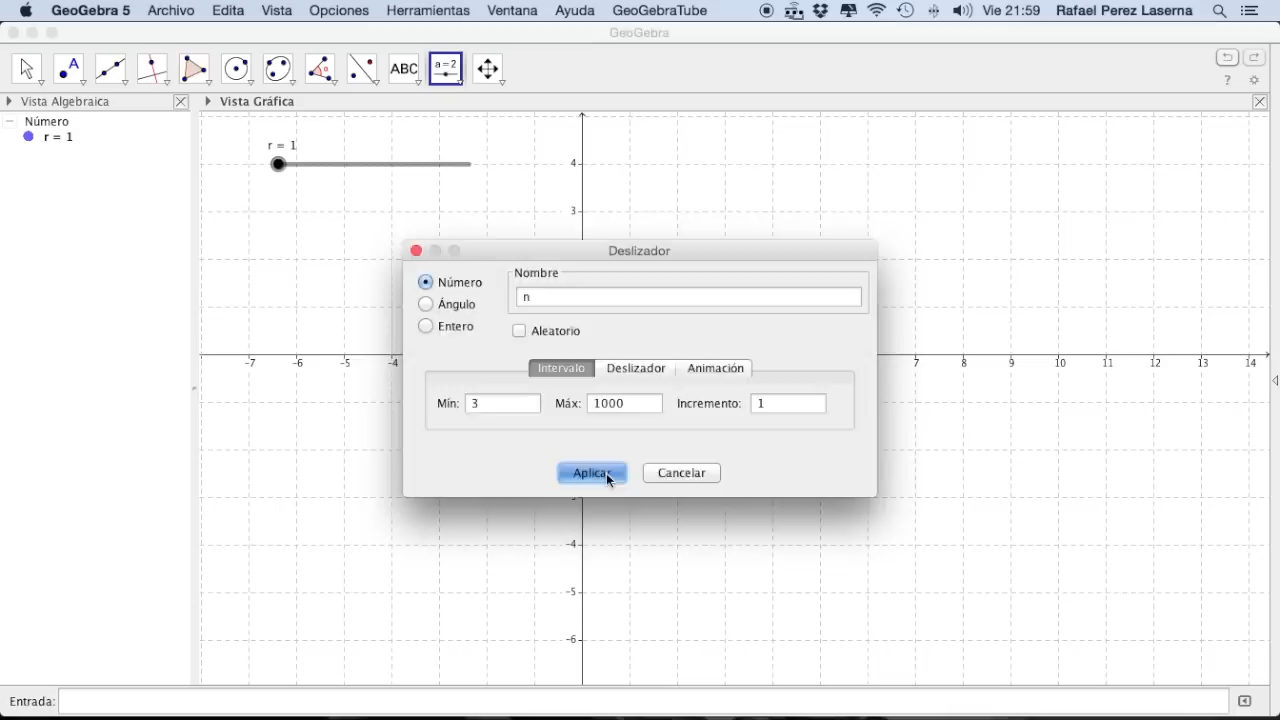 GeoGebra 5 Archivo Edita Vista Opciones Herramientas Ventana Ayuda GeoGebraTube Vie 21:59 Rafael Perez Laserna
GeoGebra
A ABC a=2
?
Vista Algebraica Vista Gráfica
Número
r = 1
r = 1
4
3
Deslizador
Número
Ángulo
Entero
Nombre
n
Aleatorio
-7 -6 -5 -4 7 8 9 10 11 12 13 14
Intervalo Deslizador Animación
Mín: 3 Máx: 1000 Incremento: 1
Aplicar Cancelar
-4
-5
-6
Entrada: